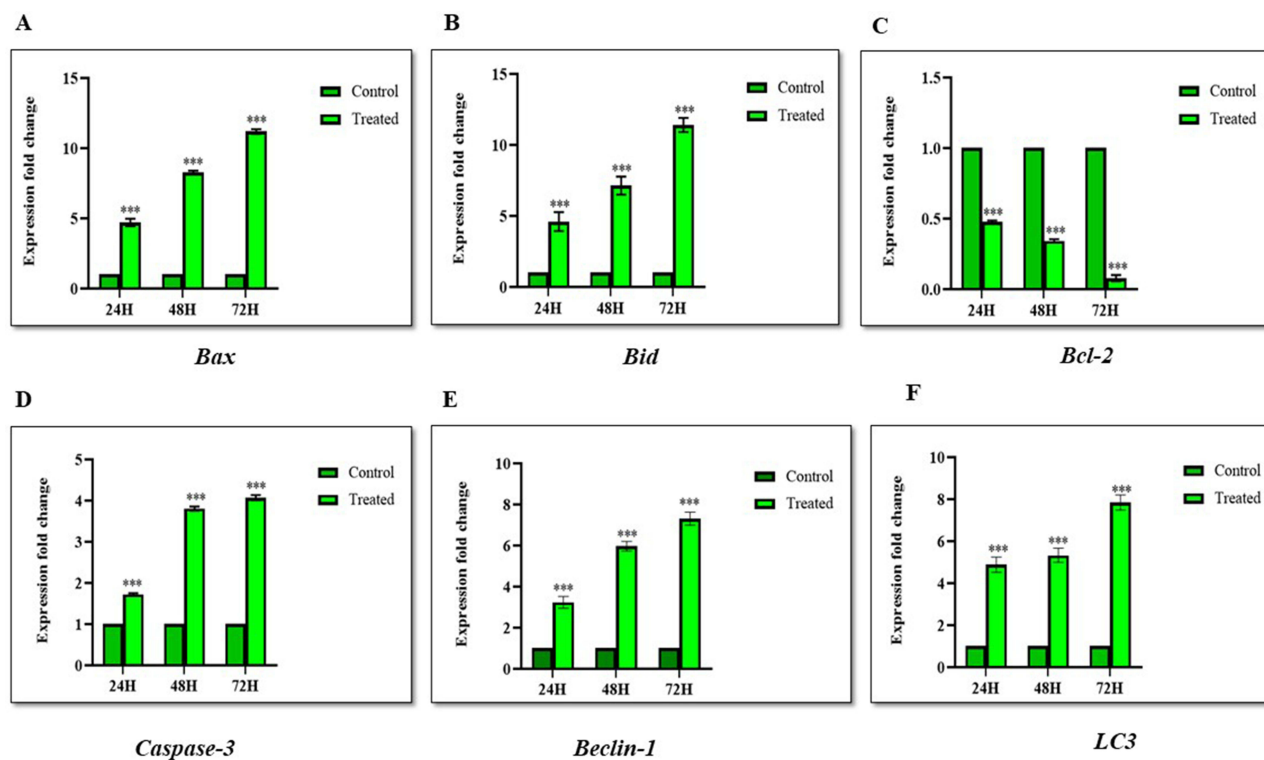 A
Expression fold change
15
10
5
0
***
***
***
24H 48H 72H
Control
Treated
Bax
B
Expression fold change
15
10
5
0
***
***
***
24H 48H 72H
Control
Treated
Bid
C
Expression fold change
1.5
1.0
0.5
0.0
***
***
***
24H 48H 72H
Control
Treated
Bcl-2
D
Expression fold change
5
4
3
2
1
0
***
***
***
24H 48H 72H
Control
Treated
Caspase-3
E
Expression fold change
10
8
6
4
2
0
***
***
***
24H 48H 72H
Control
Treated
Beclin-1
F
Expression fold change
10
8
6
4
2
0
***
***
***
24H 48H 72H
Control
Treated
LC3